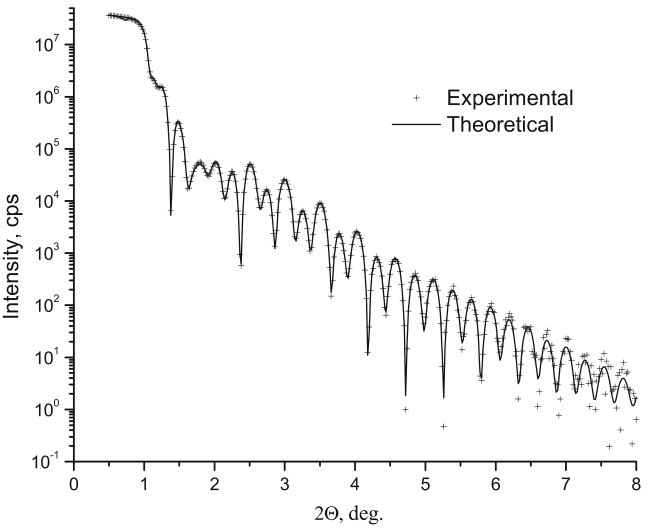 Experimental
Theoretical
Intensity, cps
10^7
10^6
10^5
10^4
10^3
10^2
10^1
10^0
10^-1
0 1 2 3 4 5 6 7 8
2Θ, deg.